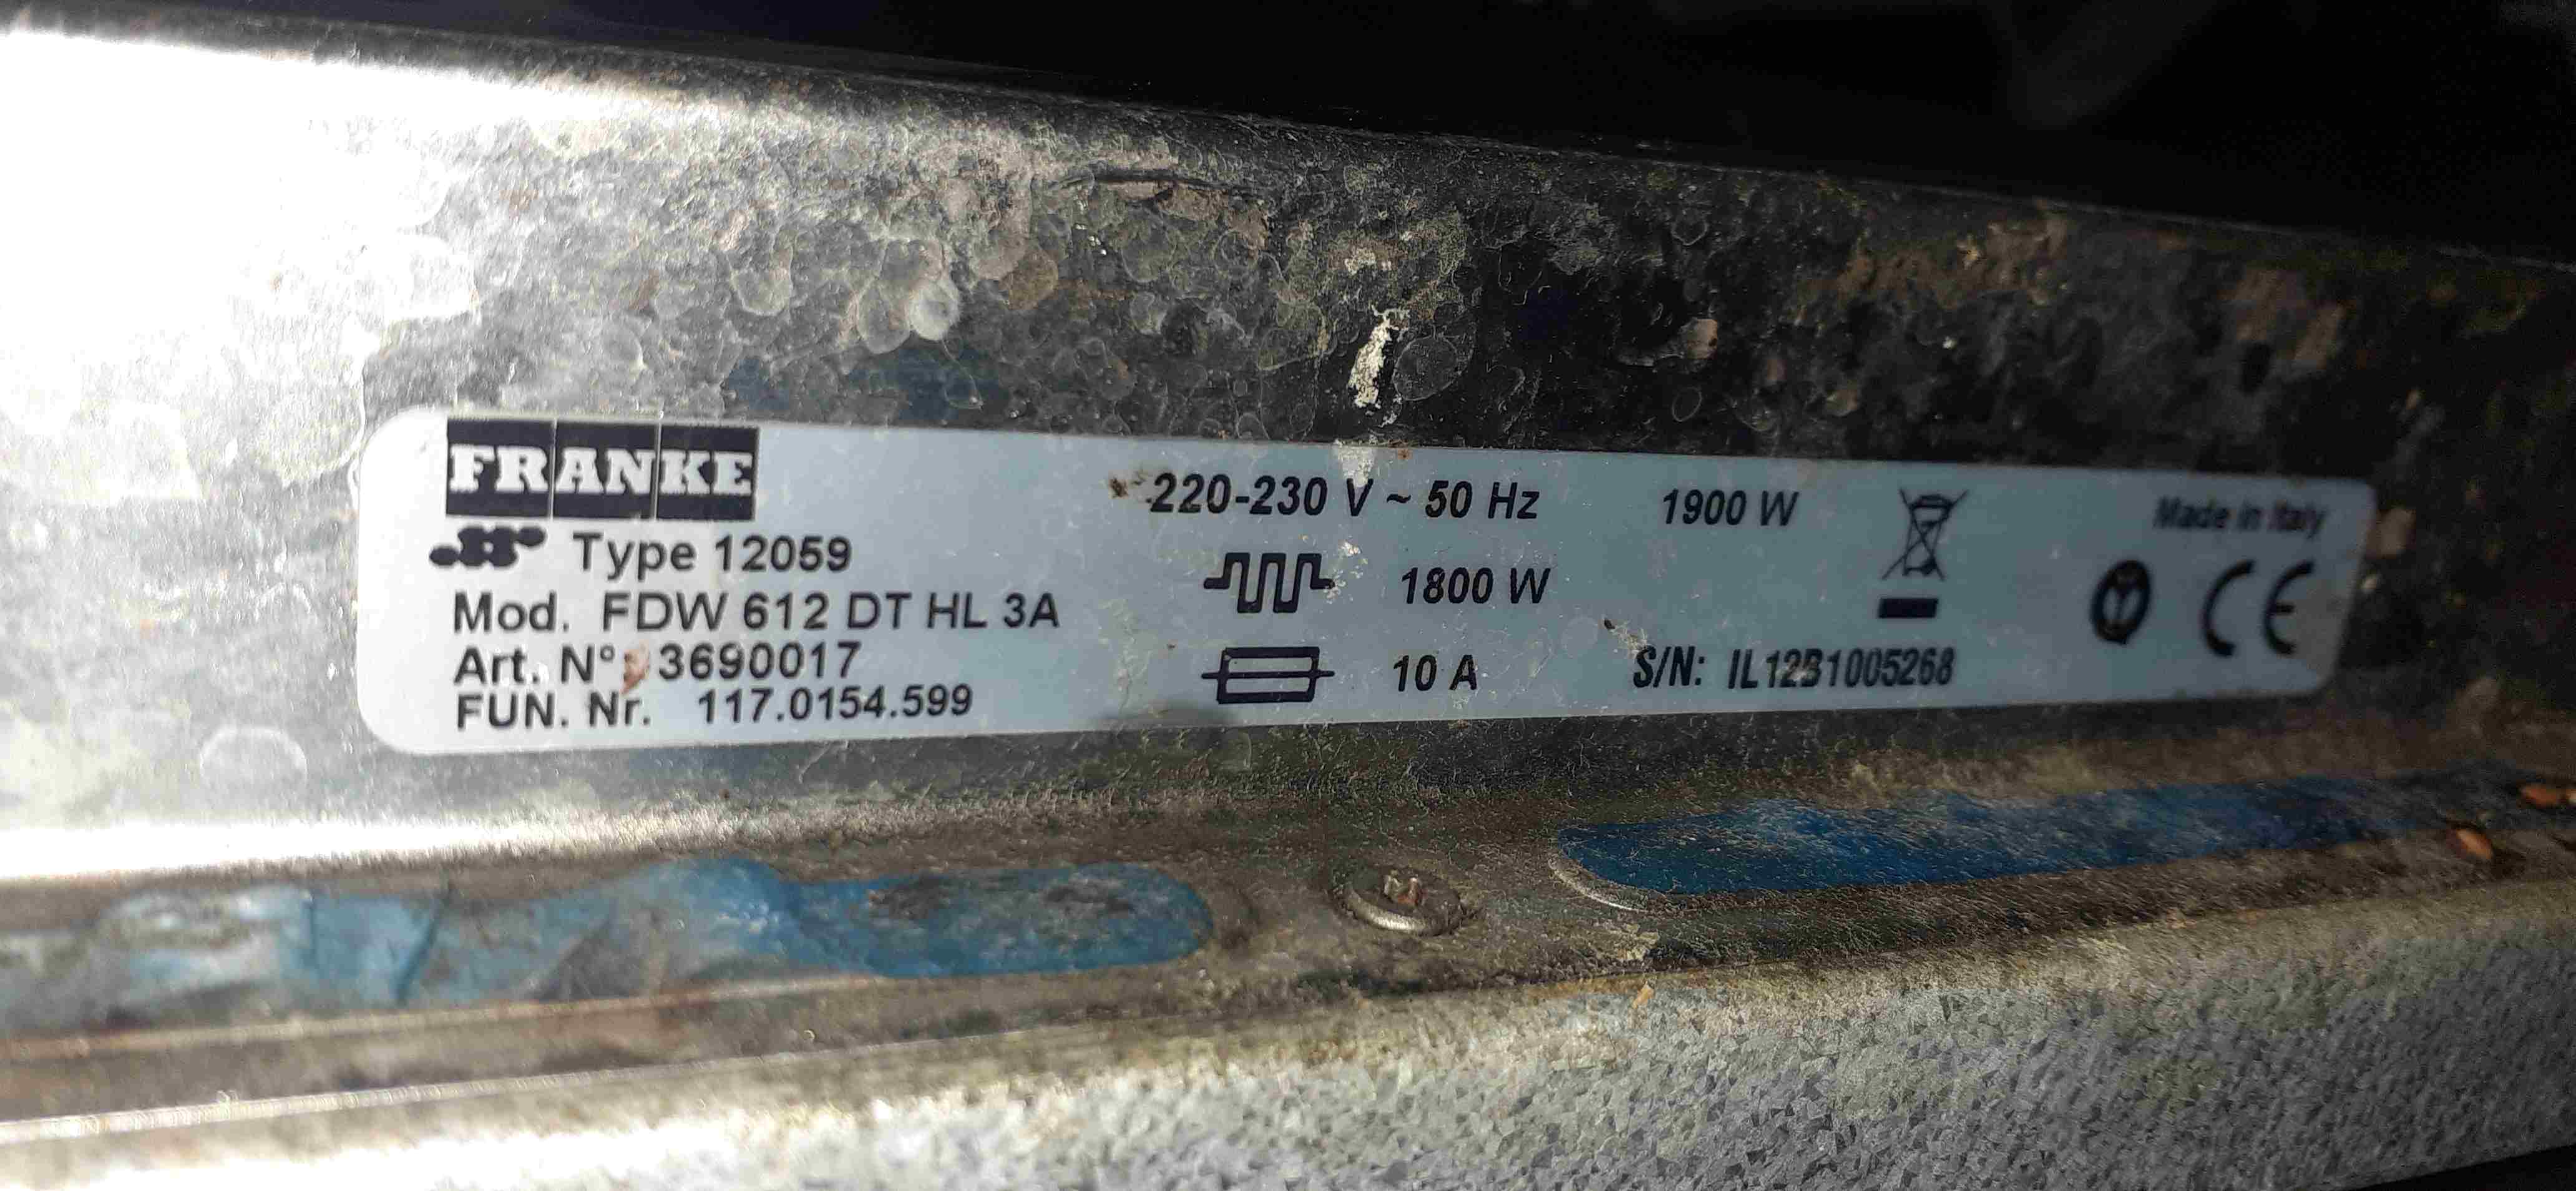 FRANKE
Type 12059
Mod. FDW 612 DT HL 3A
Art. N°: 3690017
FUN. Nr. 117.0154.599
220-230 V ~ 50 Hz 1900 W
1800 W
10 A
S/N: IL12B1005268
Made in Italy
CE